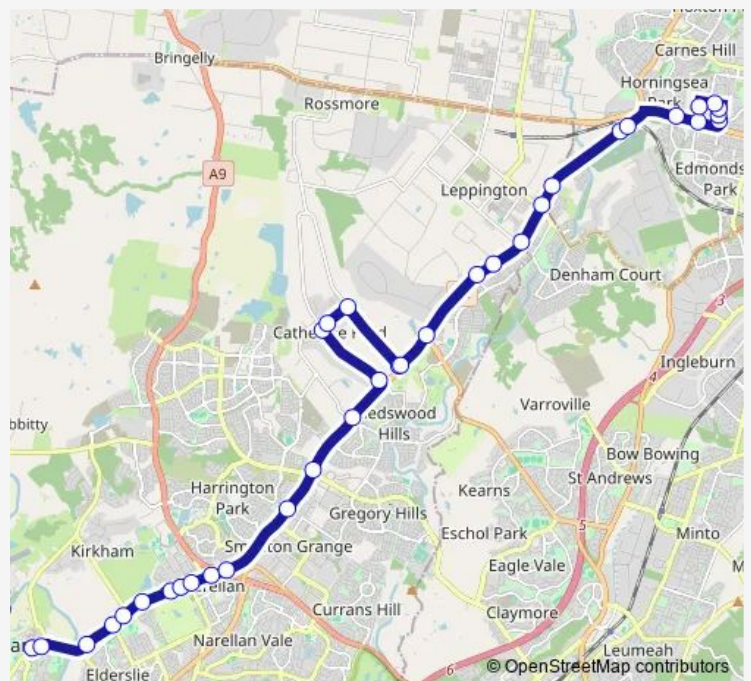 Carnes Hill
Bringelly
Horningsea
Park
Rossmore
A9
Edmonds
Park
Leppington
Denham Court
3
Ingleburn
4
Varroville
Hills
Bow Bowing
St Andrews
Harrington
Park
Kearns
Gregory Hills
5
Eschol Park
Minto
Kirkham
Eagle Vale
Currans Hill
Claymore
Narellan Vale
Leumeah
6
Elderslie
© OpenStreetMap contributors